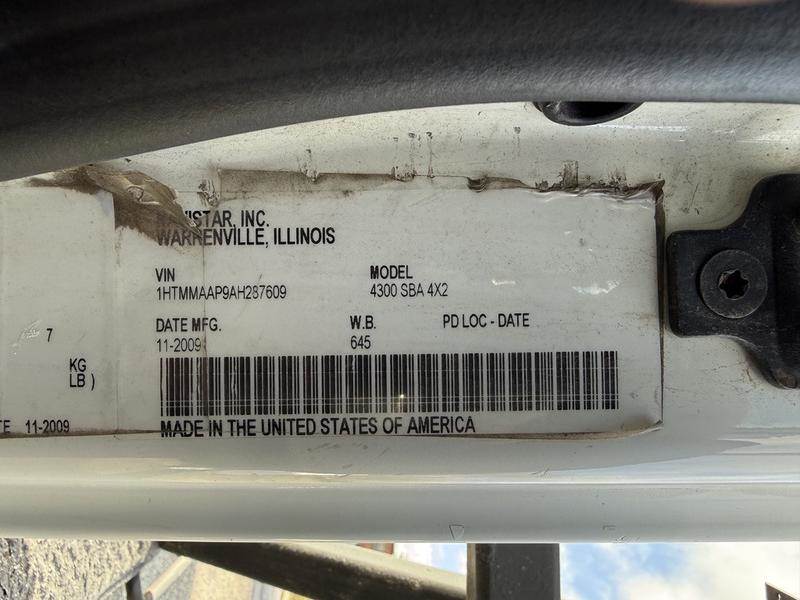 INC.
WARRENVILLE, ILLINOIS
VIN MODEL
1HTMMAAP9AH287609 4300 SBA 4X2
DATE MFG. W.B. PD LOC - DATE
11-2009 645
7
KG
LB )
11-2009
MADE IN THE UNITED STATES OF AMERICA